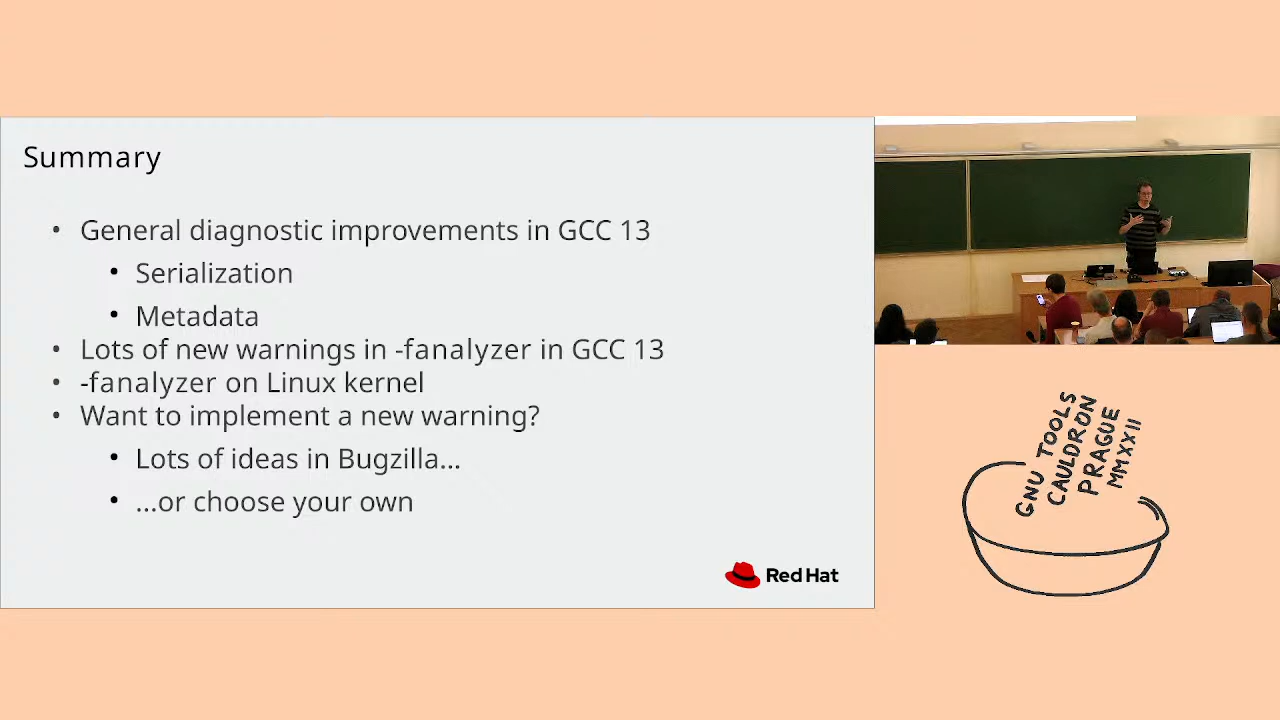 Summary
• General diagnostic improvements in GCC 13
• Serialization
• Metadata
• Lots of new warnings in -fanalyzer in GCC 13
• -fanalyzer on Linux kernel
• Want to implement a new warning?
• Lots of ideas in Bugzilla...
• ...or choose your own
Red Hat
GNU TOOLS
CAULDRON
PRAGUE
MMXXII